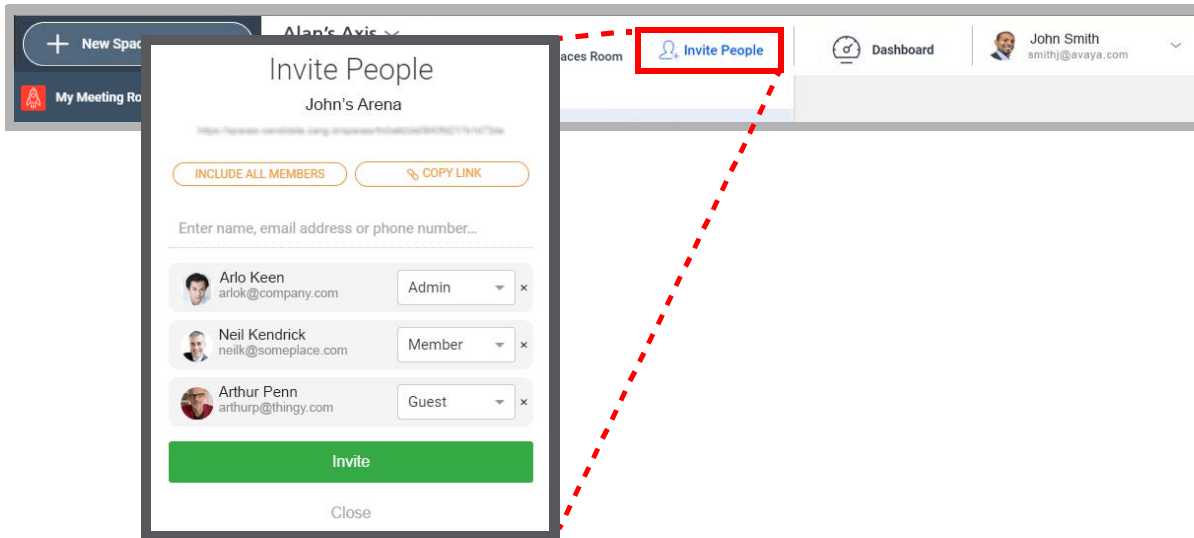 New Spac
Alan's Axis
aces Room
Invite People
Dashboard
John Smith
smithj@avaya.com
My Meeting Ro
Invite People
John's Arena
INCLUDE ALL MEMBERS
COPY LINK
Enter name, email address or phone number...
Arlo Keen
arlok@company.com
Admin
Neil Kendrick
neilk@someplace.com
Member
Arthur Penn
arthurp@thingy.com
Guest
Invite
Close